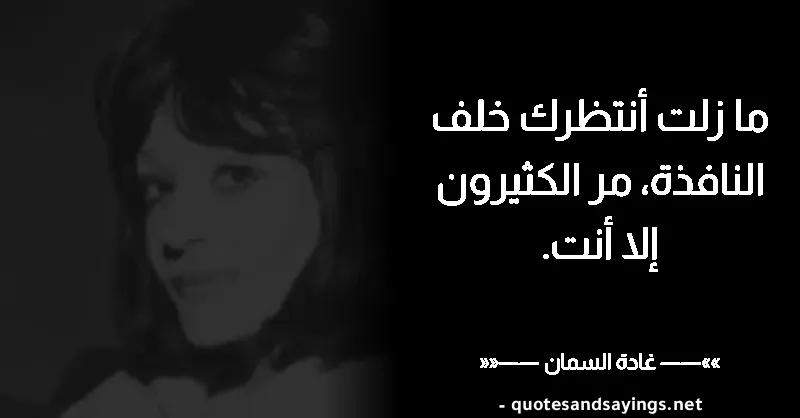 ما زلت أنتظرك خلف
النافذة، مر الكثيرون
إلا أنت.
»»—— غادة السمان ——««
- quotesandsayings.net